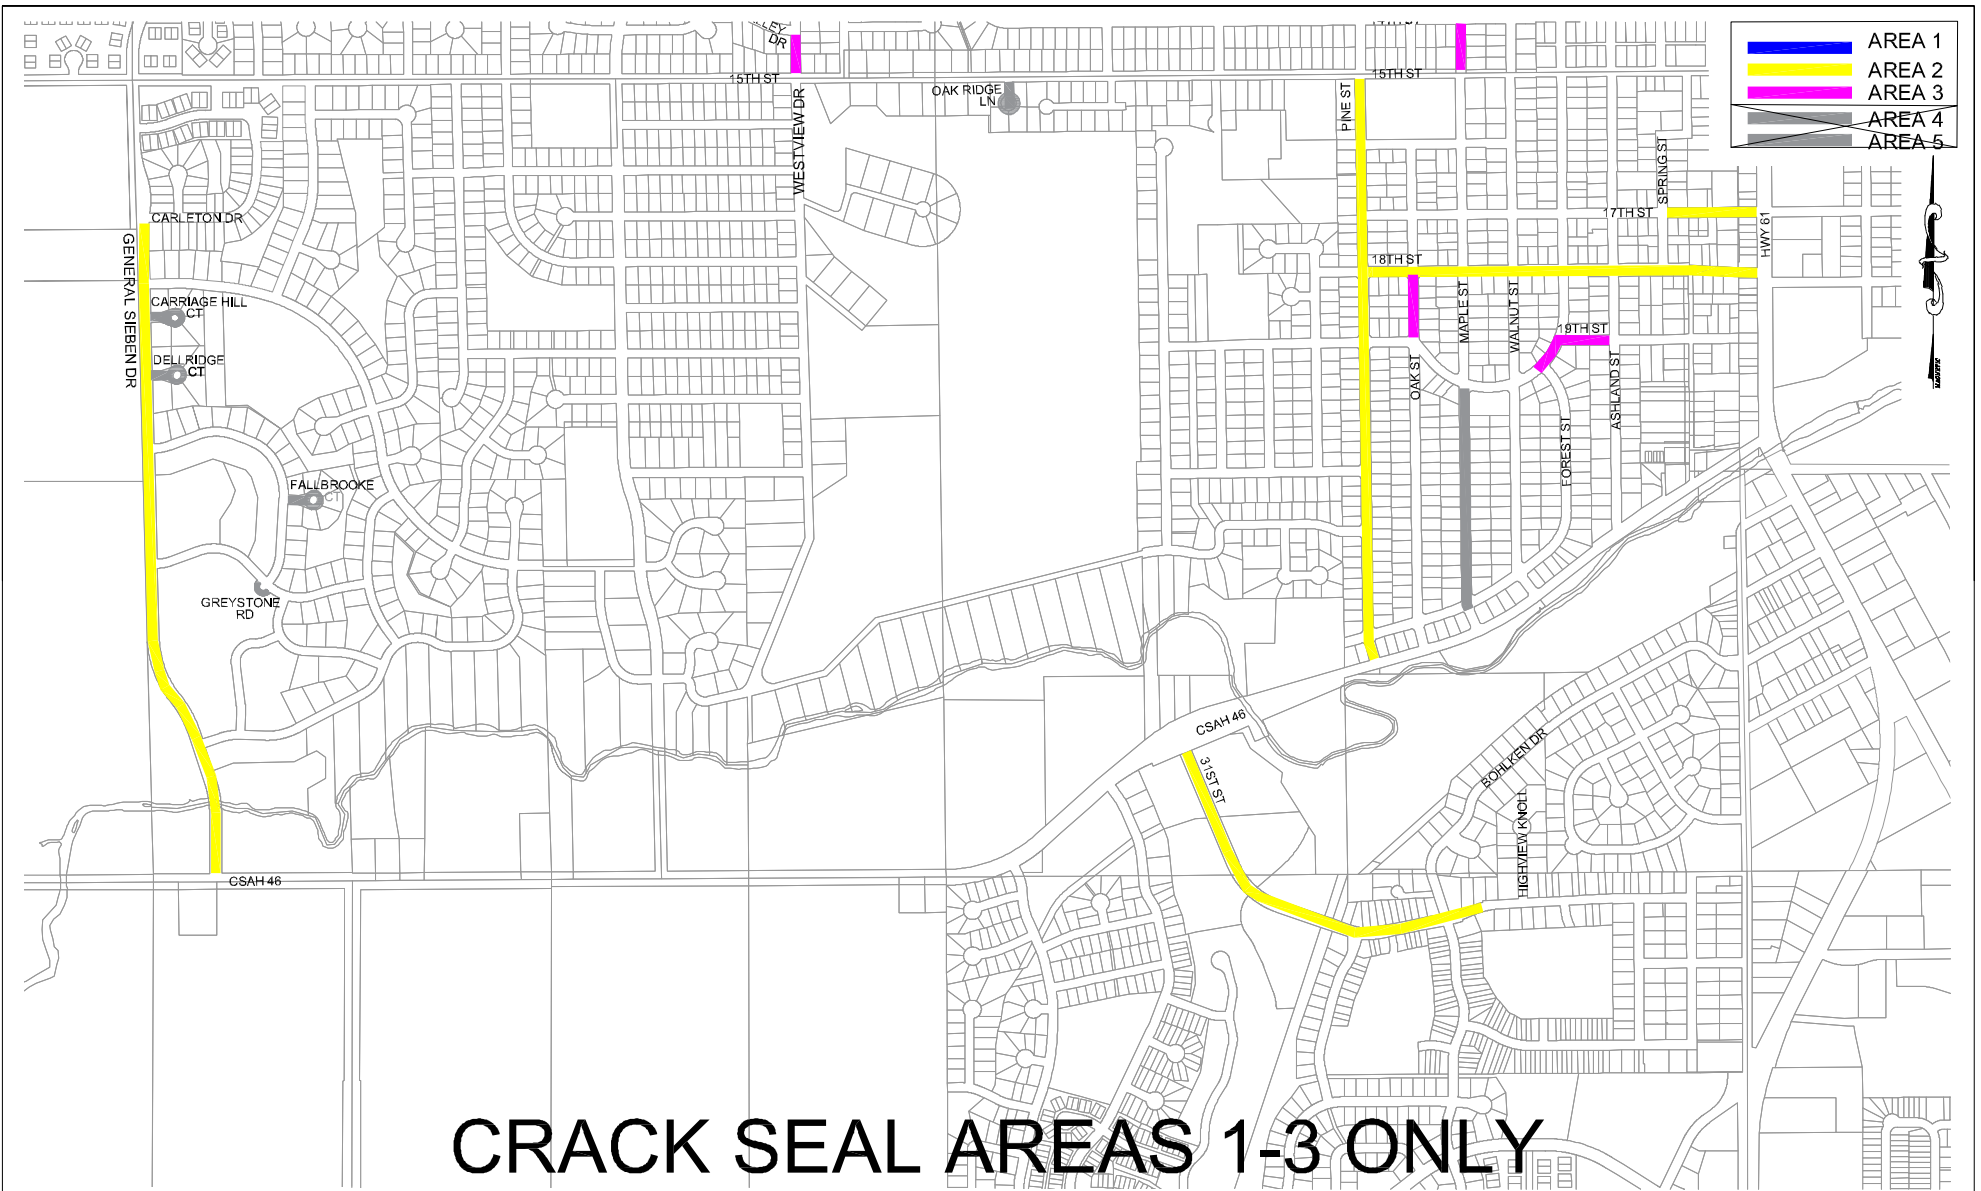 AREA 1
AREA 2
AREA 3
AREA 4
AREA 5
DR
15TH ST
WESTVIEW DR
OAK RIDGE
LN
PINE ST
15TH ST
SPRING ST
17TH ST
HWY 61
18TH ST
CARLETON DR
GENERAL SIEBEN DR
CARRIAGE HILL
CT
DELLRIDGE
CT
FALLBROOKE
CT
GREYSTONE
RD
MAPLE ST
WALNUT ST
19TH ST
OAK ST
ASHLAND ST
FOREST ST
CSAH 46
31ST ST
BOHLKEN DR
HIGHVIEW KNOLL
CSAH 46
CRACK SEAL AREAS 1-3 ONLY